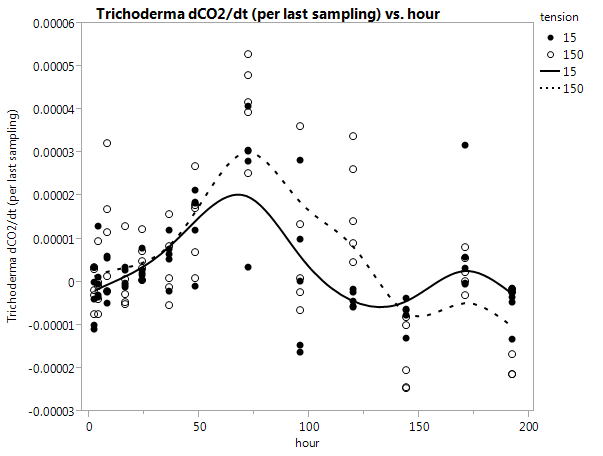 Trichoderma dCO2/dt (per last sampling) vs. hour
tension
15
150
15
150
Trichoderma dCO2/dt (per last sampling)
0.00006
0.00005
0.00004
0.00003
0.00002
0.00001
0
-0.00001
-0.00002
-0.00003
0 50 100 150 200
hour